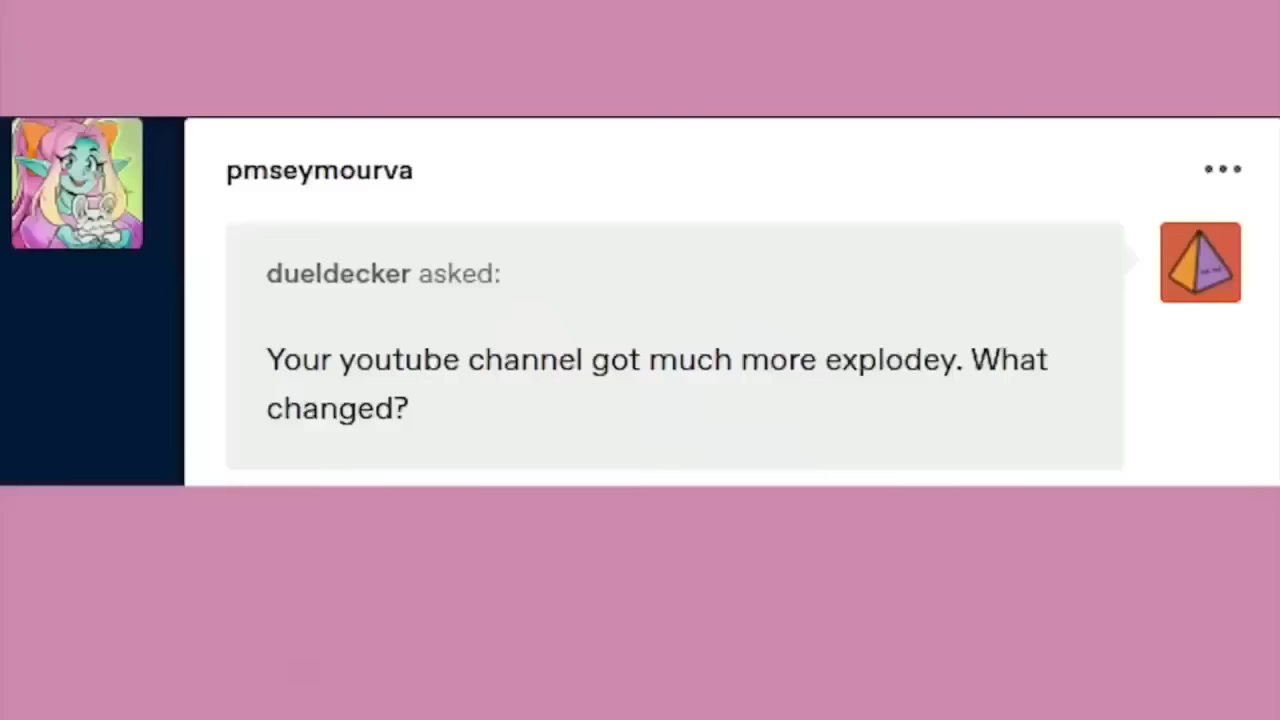 pmseymourva
dueldecker asked:
Your youtube channel got much more explodey. What
changed?